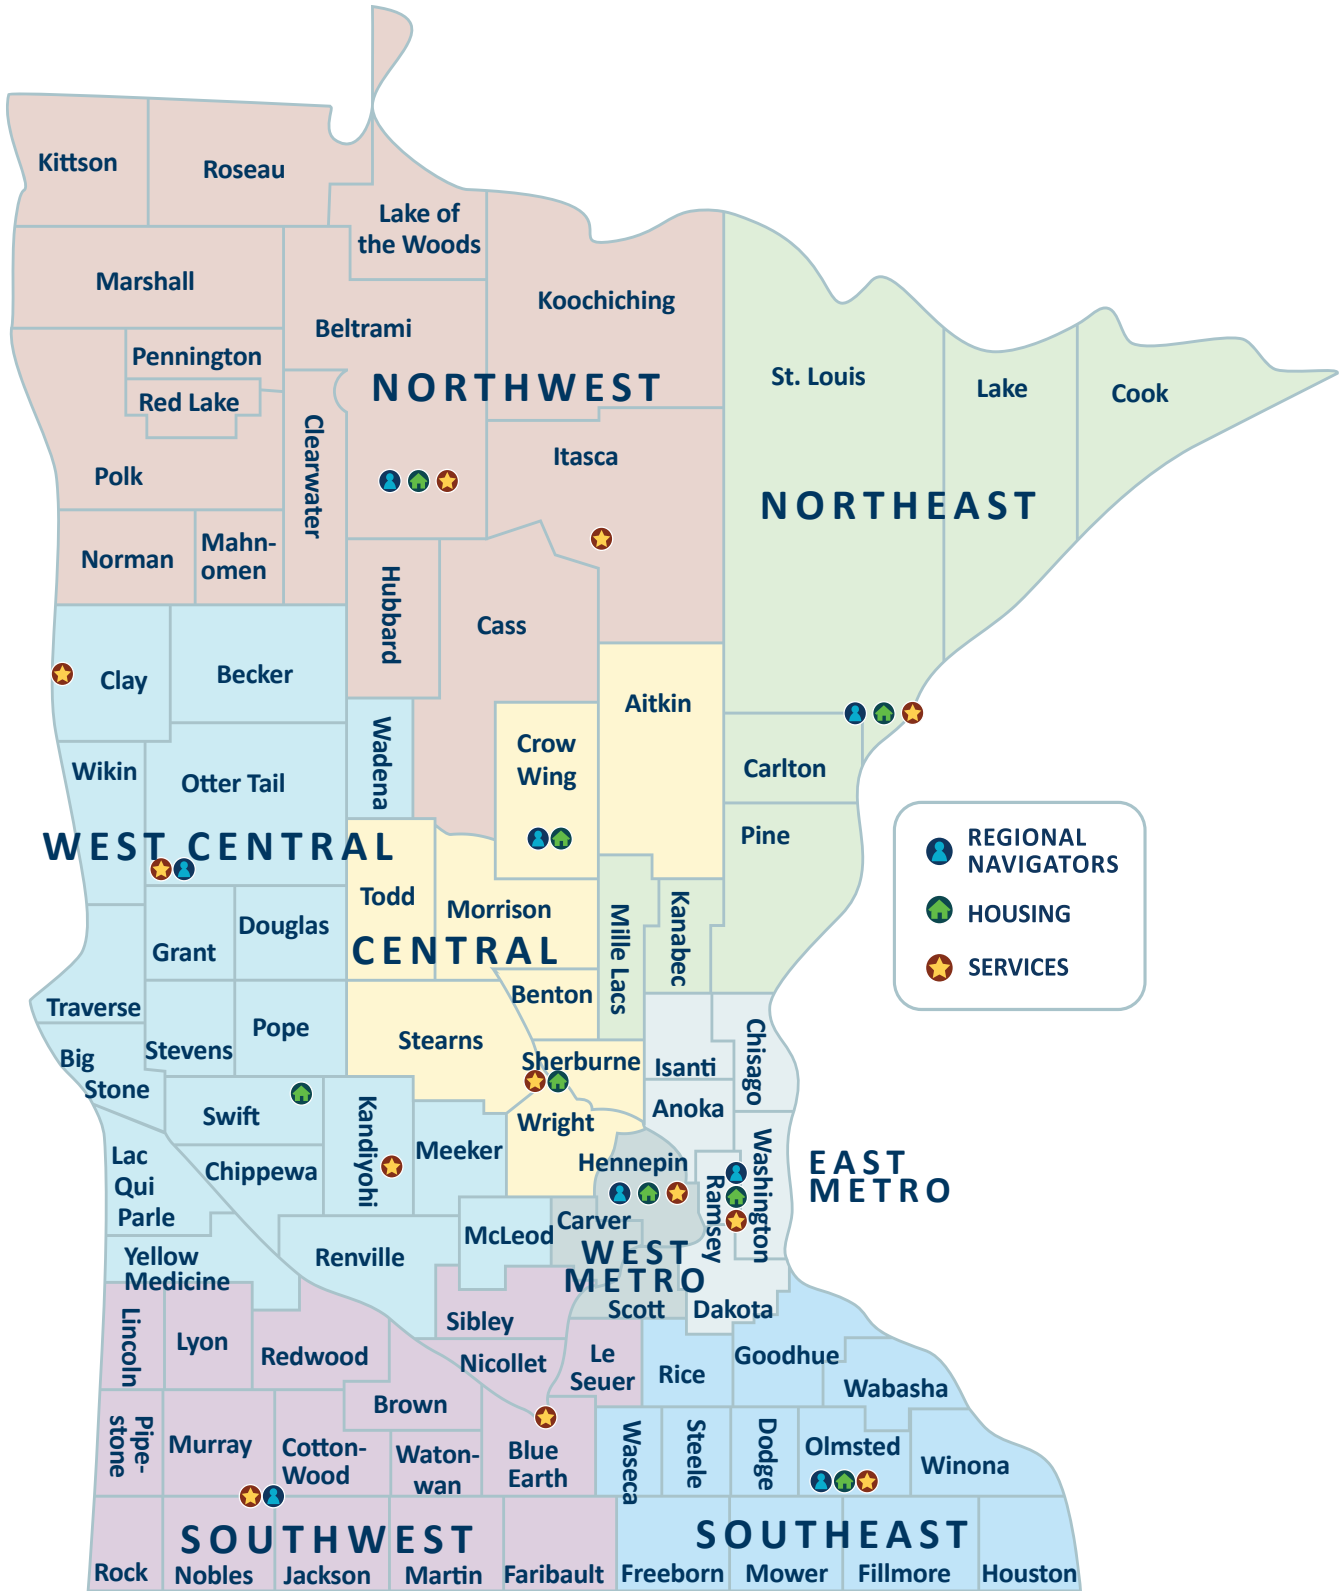 Kittson
Roseau
Lake of
the Woods
Marshall
Koochiching
Beltrami
Pennington
Red Lake
NORTHWEST
St. Louis
Lake
Cook
Clearwater
Itasca
Polk
NORTHEAST
Norman
Mahn-
omen
Hubbard
Cass
Clay
Becker
Aitkin
Wadena
Crow
Wing
Wikin
Otter Tail
Carlton
Pine
WEST CENTRAL
REGIONAL
NAVIGATORS
HOUSING
SERVICES
Todd
Morrison
Mille Lacs
Kanabec
Douglas
Grant
CENTRAL
Benton
Traverse
Pope
Stearns
Stevens
Big
Stone
Sherburne
Isanti
Chisago
Anoka
Swift
Kandiyohi
Wright
Meeker
Lac
Qui
Parle
Chippewa
Hennepin
Ramsey
Washington
EAST
METRO
Carver
McLeod
WEST
METRO
Yellow
Medicine
Renville
Scott
Dakota
Sibley
Lincoln
Lyon
Redwood
Nicollet
Le
Seuer
Rice
Goodhue
Wabasha
Brown
Pipe-
stone
Murray
Cotton-
Wood
Waton-
wan
Blue
Earth
Waseca
Steele
Dodge
Olmsted
Winona
SOUTHWEST
SOUTHEAST
Rock
Nobles
Jackson
Martin
Faribault
Freeborn
Mower
Fillmore
Houston